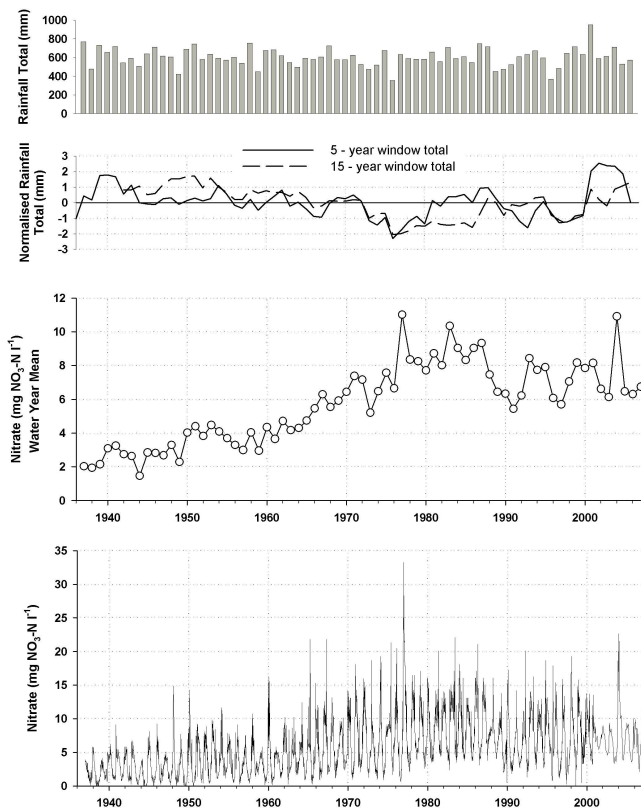 Rainfall Total (mm)
1000
800
600
400
200
0
Normalised Rainfall
Total (mm)
3
2
1
0
-1
-2
-3
5 - year window total
15 - year window total
Nitrate (mg NO₃-N l⁻¹)
Water Year Mean
12
10
8
6
4
2
0
1940 1950 1960 1970 1980 1990 2000
Nitrate (mg NO₃-N l⁻¹)
35
30
25
20
15
10
5
0
1940 1950 1960 1970 1980 1990 2000